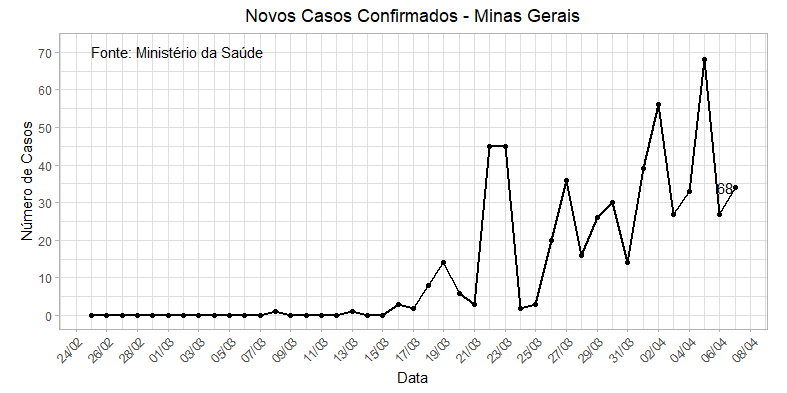 Novos Casos Confirmados - Minas Gerais
Fonte: Ministério da Saúde
Número de Casos
70
60
50
40
30
20
10
0
68
24/02 26/02 28/02 01/03 03/03 05/03 07/03 09/03 11/03 13/03 15/03 17/03 19/03 21/03 23/03 25/03 27/03 29/03 31/03 02/04 04/04 06/04 08/04
Data